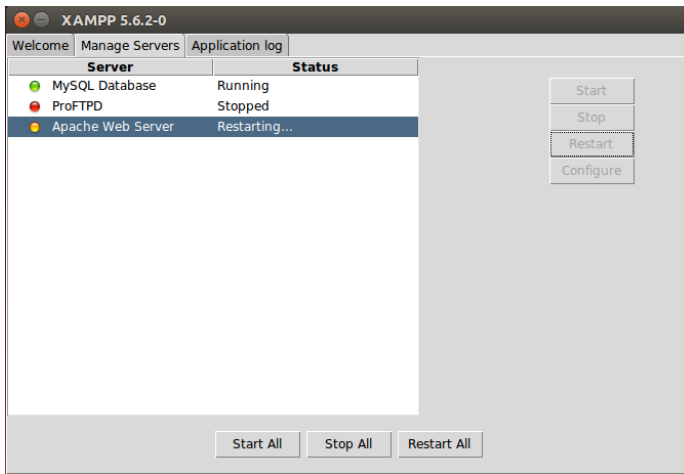 XAMPP 5.6.2-0
Welcome Manage Servers Application log
Server Status
MySQL Database Running
ProFTPD Stopped
Apache Web Server Restarting...
Start
Stop
Restart
Configure
Start All Stop All Restart All